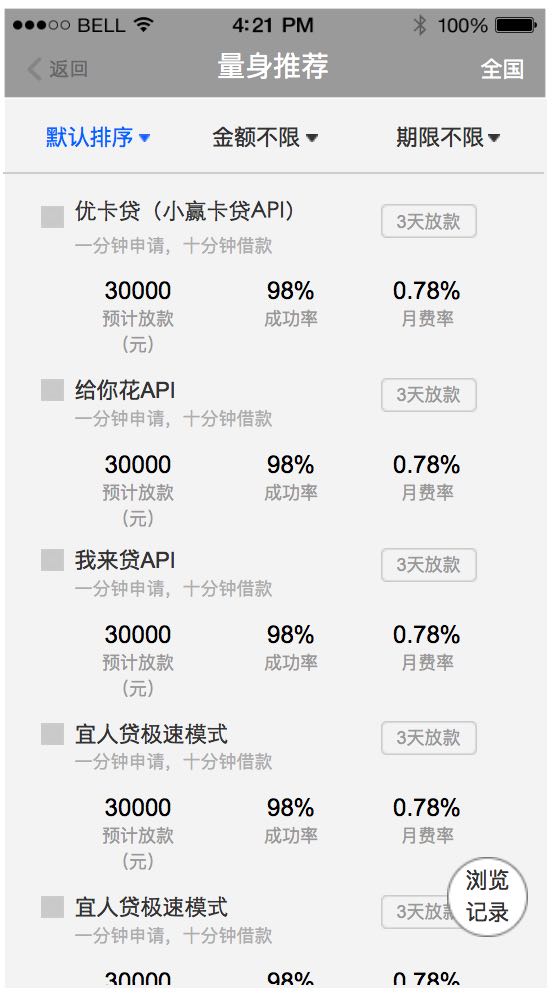 BELL 4:21 PM 100%
返回 量身推荐 全国
默认排序 金额不限 期限不限
优卡贷（小赢卡贷API） 3天放款
一分钟申请，十分钟借款
30000 98% 0.78%
预计放款 成功率 月费率
（元）
给你花API 3天放款
一分钟申请，十分钟借款
30000 98% 0.78%
预计放款 成功率 月费率
（元）
我来贷API 3天放款
一分钟申请，十分钟借款
30000 98% 0.78%
预计放款 成功率 月费率
（元）
宜人贷极速模式 3天放款
一分钟申请，十分钟借款
30000 98% 0.78%
预计放款 成功率 月费率
（元）
浏览
记录
宜人贷极速模式 3天放款
一分钟申请，十分钟借款
30000 98% 0.78%